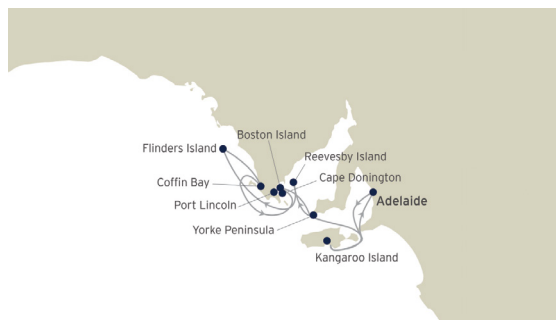 Boston Island
Flinders Island
Reevesby Island
Cape Donington
Coffin Bay
Adelaide
Port Lincoln
Yorke Peninsula
Kangaroo Island